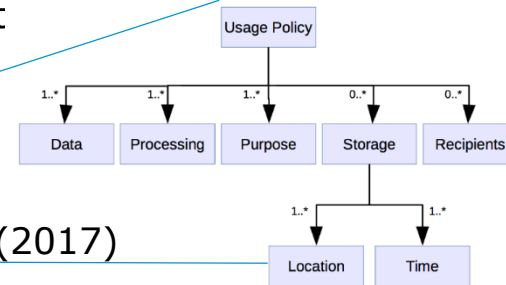 t
Usage Policy
1..* 1..* 1..* 0..* 0..*
Data Processing Purpose Storage Recipients
1..* 1..*
(2017)
Location Time